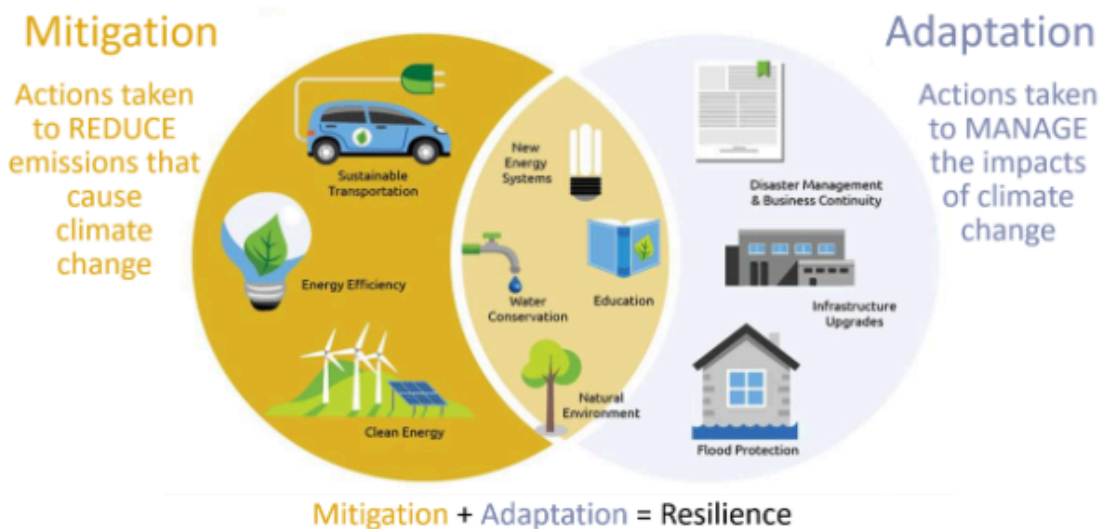 Mitigation
Actions taken
to REDUCE
emissions that
cause
climate
change
Sustainable
Transportation
Energy Efficiency
Clean Energy
New
Energy
Systems
Water
Conservation
Education
Natural
Environment
Adaptation
Actions taken
to MANAGE
the impacts
of climate
change
Disaster Management
& Business Continuity
Infrastructure
Upgrades
Flood Protection
Mitigation + Adaptation = Resilience